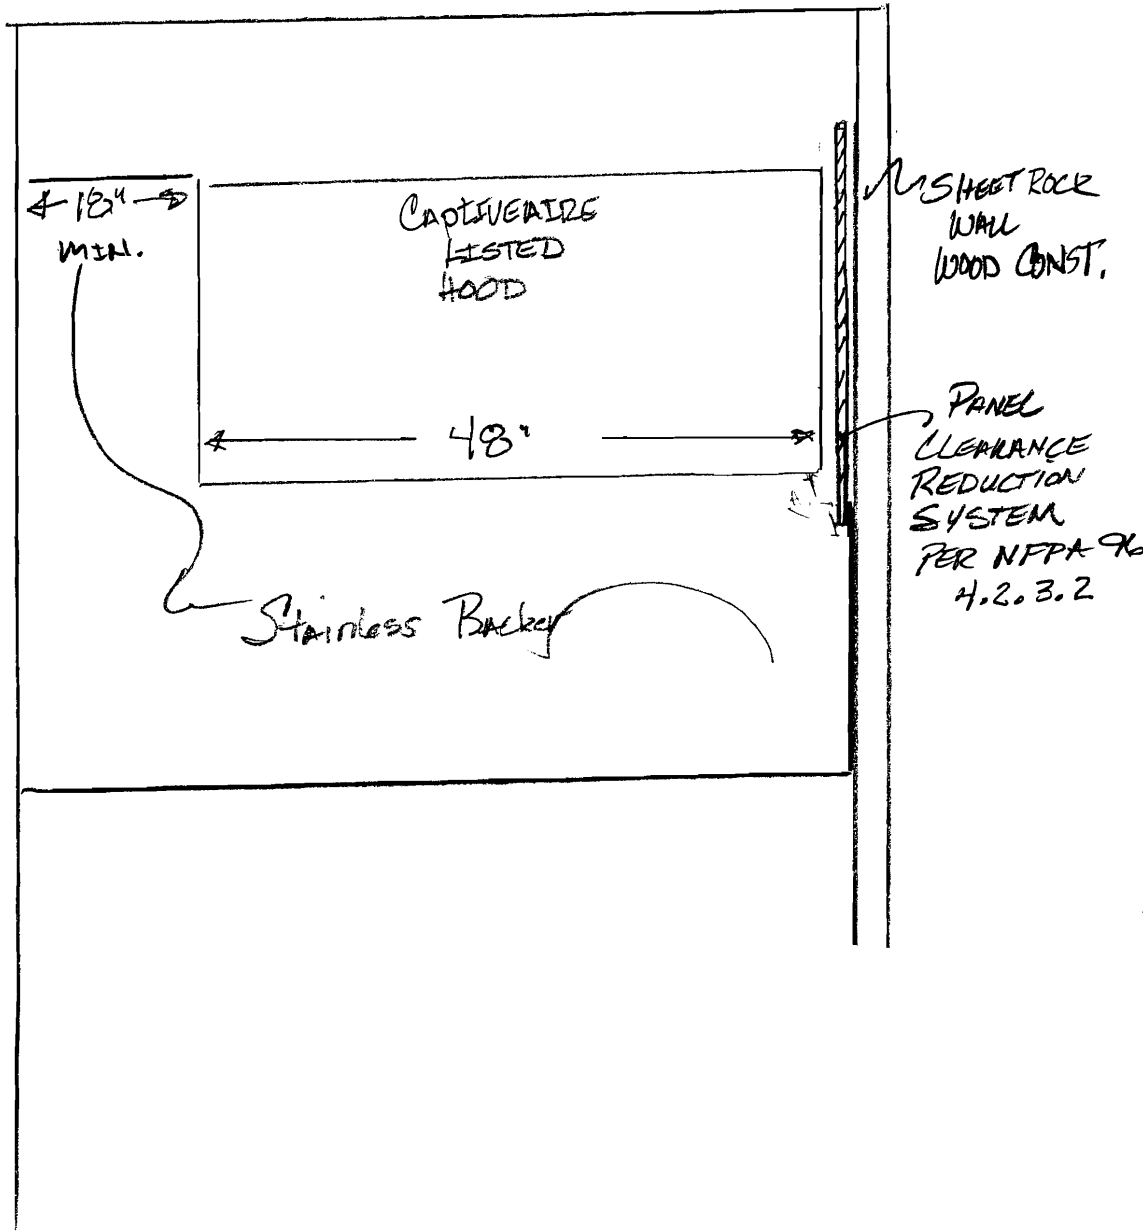 18"
MIN.
CAPTIVEAIRE
LISTED
HOOD
SHEET ROCK
WALL
WOOD CONST.
48"
PANEL
CLEARANCE
REDUCTION
SYSTEM
PER NFPA 96
4.2.3.2
Stainless Backer